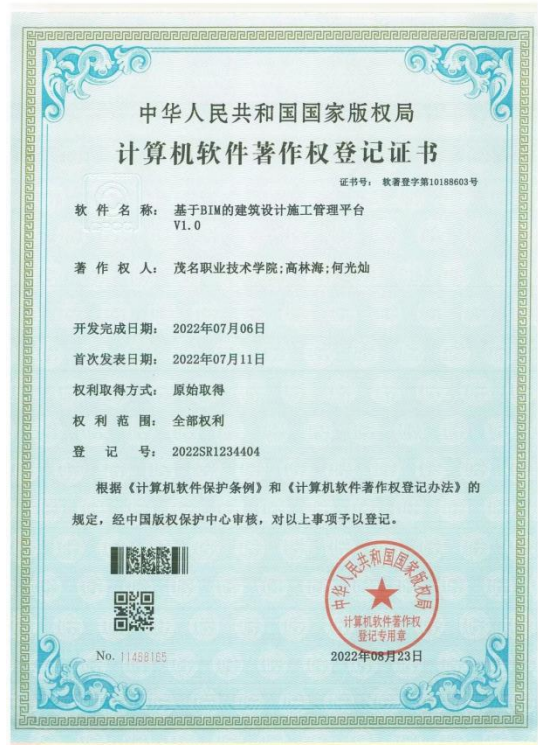 中华人民共和国国家版权局
计算机软件著作权登记证书
证书号： 软著登字第10188603号
软件名称： 基于BIM的建筑设计施工管理平台
V1.0
著作权人： 茂名职业技术学院;高林海;何光灿
开发完成日期： 2022年07月06日
首次发表日期： 2022年07月11日
权利取得方式： 原始取得
权利范围： 全部权利
登记号： 2022SR1234404
根据《计算机软件保护条例》和《计算机软件著作权登记办法》的
规定，经中国版权保护中心审核，对以上事项予以登记。
中华人民共和国国家版权局
计算机软件著作权
登记专用章
No. 11488165
2022年08月23日